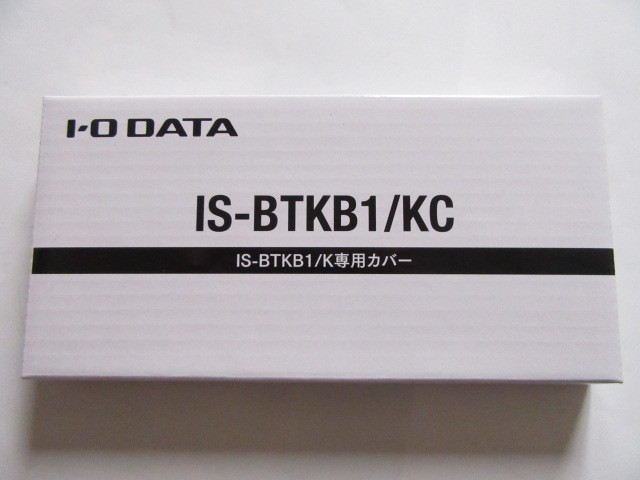 I-O DATA
IS-BTKB1/KC
IS-BTKB1/K専用カバー